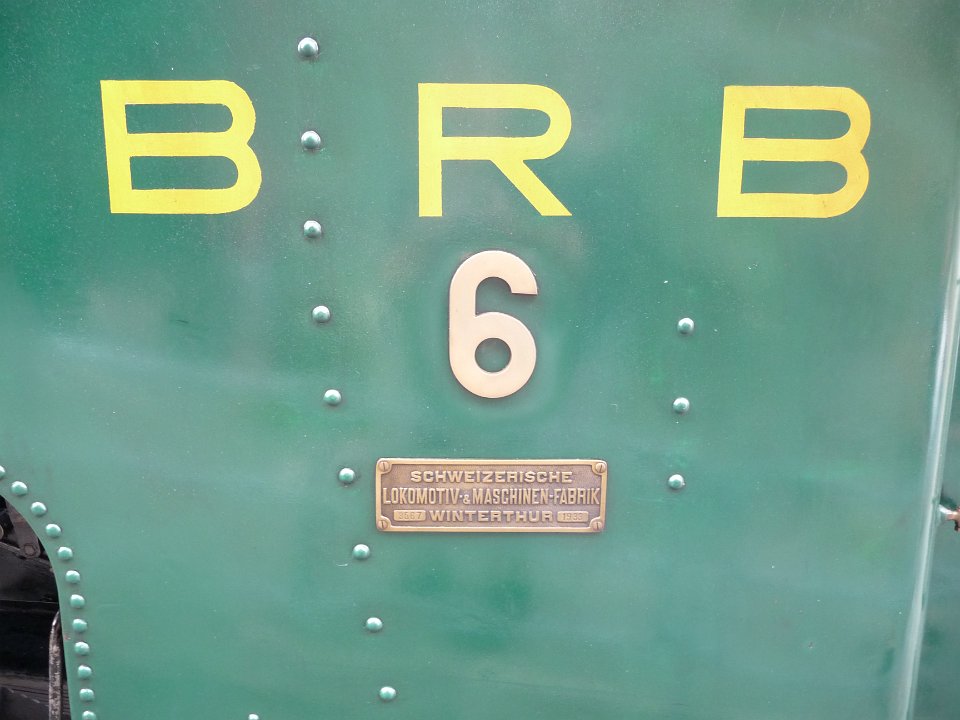 B R B
6
SCHWEIZERISCHE
LOKOMOTIV-&MASCHINEN-FABRIK
WINTERTHUR